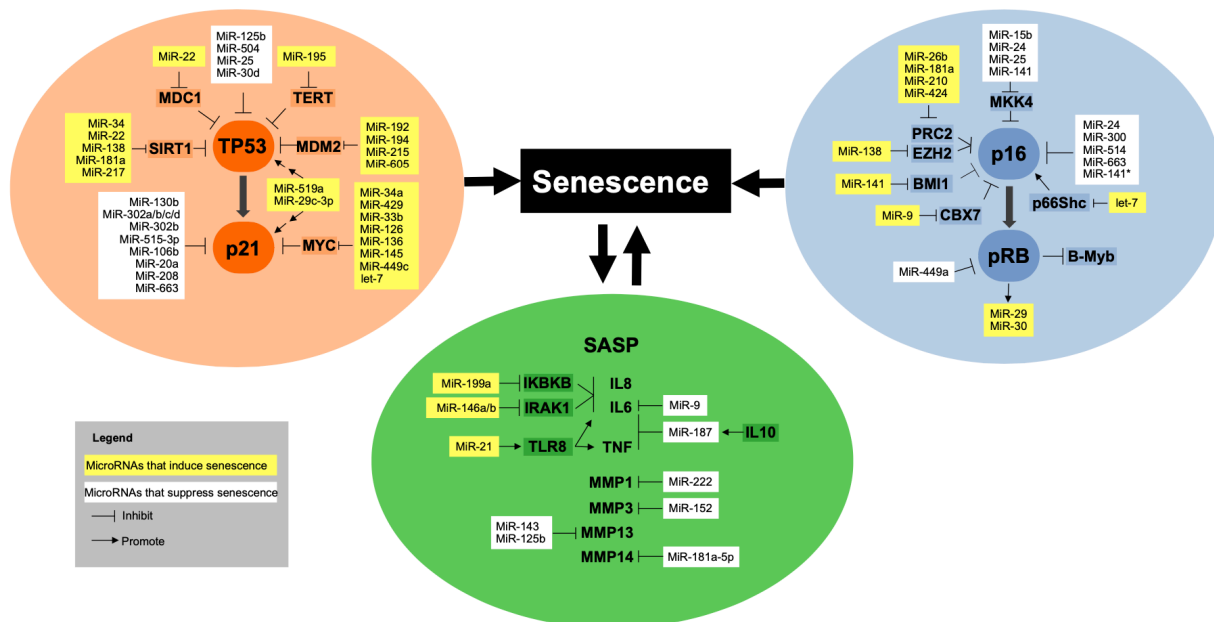 MiR-22
MiR-125b
MiR-504
MiR-25
MiR-30d
MiR-195
MDC1
TERT
MiR-34
MiR-22
MiR-138
MiR-181a
MiR-217
SIRT1
TP53
MDM2
MiR-192
MiR-194
MiR-215
MiR-605
MiR-519a
MiR-29c-3p
MiR-130b
MiR-302a/b/c/d
MiR-302b
MiR-515-3p
MiR-106b
MiR-20a
MiR-208
MiR-663
p21
MYC
MiR-34a
MiR-429
MiR-33b
MiR-126
MiR-136
MiR-145
MiR-449c
let-7
Senescence
MiR-26b
MiR-181a
MiR-210
MiR-424
MiR-15b
MiR-24
MiR-25
MiR-141
MKK4
PRC2
MiR-138
EZH2
p16
MiR-24
MiR-300
MiR-514
MiR-663
MiR-141*
MiR-141
BMI1
MiR-9
CBX7
p66Shc
let-7
pRB
B-Myb
MiR-449a
MiR-29
MiR-30
SASP
MiR-199a
IKBKB
IL8
MiR-146a/b
IRAK1
IL6
MiR-9
MiR-187
IL10
MiR-21
TLR8
TNF
MMP1
MiR-222
MMP3
MiR-152
MiR-143
MiR-125b
MMP13
MMP14
MiR-181a-5p
Legend
MicroRNAs that induce senescence
MicroRNAs that suppress senescence
Inhibit
Promote